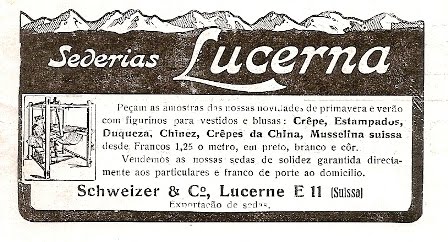 Sederias Lucerna
Peçam as amostras das nossas novidades de primavera e verão
com figurinos para vestidos e blusas: Crêpe, Estampados,
Duqueza, Chinez, Crêpes da China, Musselina suissa
desde Francos 1,25 o metro, em preto, branco e côr.
Vendemos as nossas sedas de solidez garantida directa-
mente aos particulares e franco de porte ao domicilio.
Schweizer & Cº, Lucerne E 11 (Suissa)
Exportação de sedas.